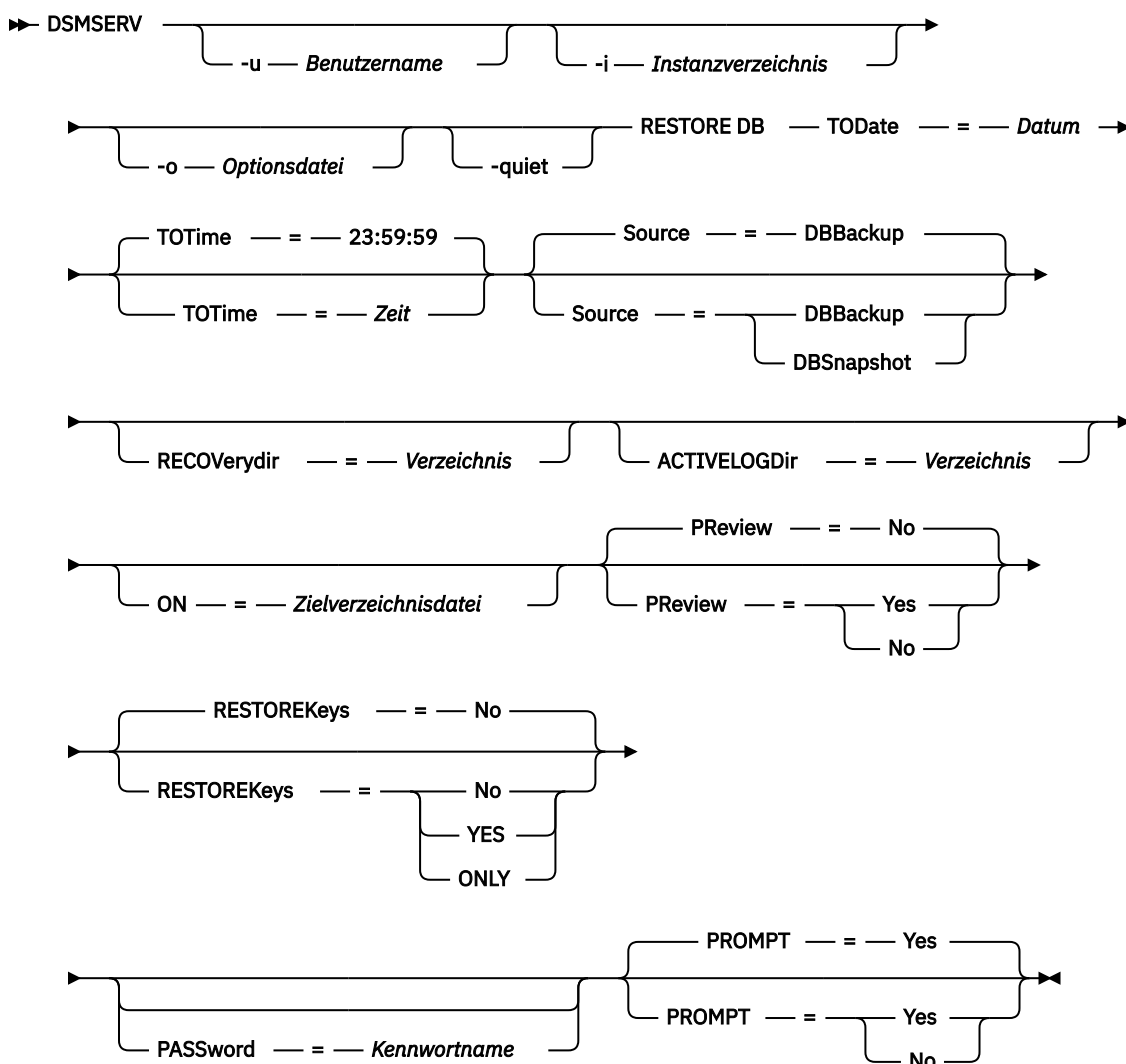 DSMSERV
-u Benutzername -i Instanzverzeichnis
RESTORE DB TODate = Datum
-o Optionsdatei -quiet
TOTime = 23:59:59 Source = DBBackup
TOTime = Zeit Source = DBBackup
DBSnapshot
RECOVerydir = Verzeichnis ACTIVELOGDir = Verzeichnis
PReview = No
ON = Zielverzeichnisdatei PReview = Yes
No
RESTOREKeys = No
RESTOREKeys = No
YES
ONLY
PROMPT = Yes
PASSword = Kennwortname PROMPT = Yes
No